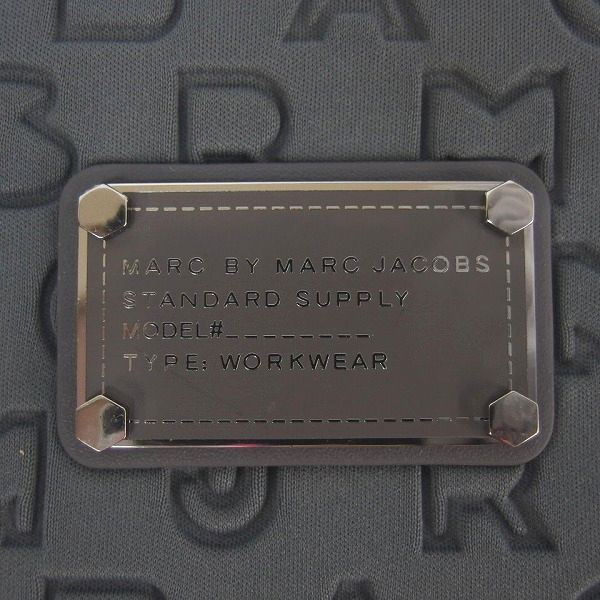 MARC BY MARC JACOBS
STANDARD SUPPLY
MODEL#_________
TYPE: WORKWEAR